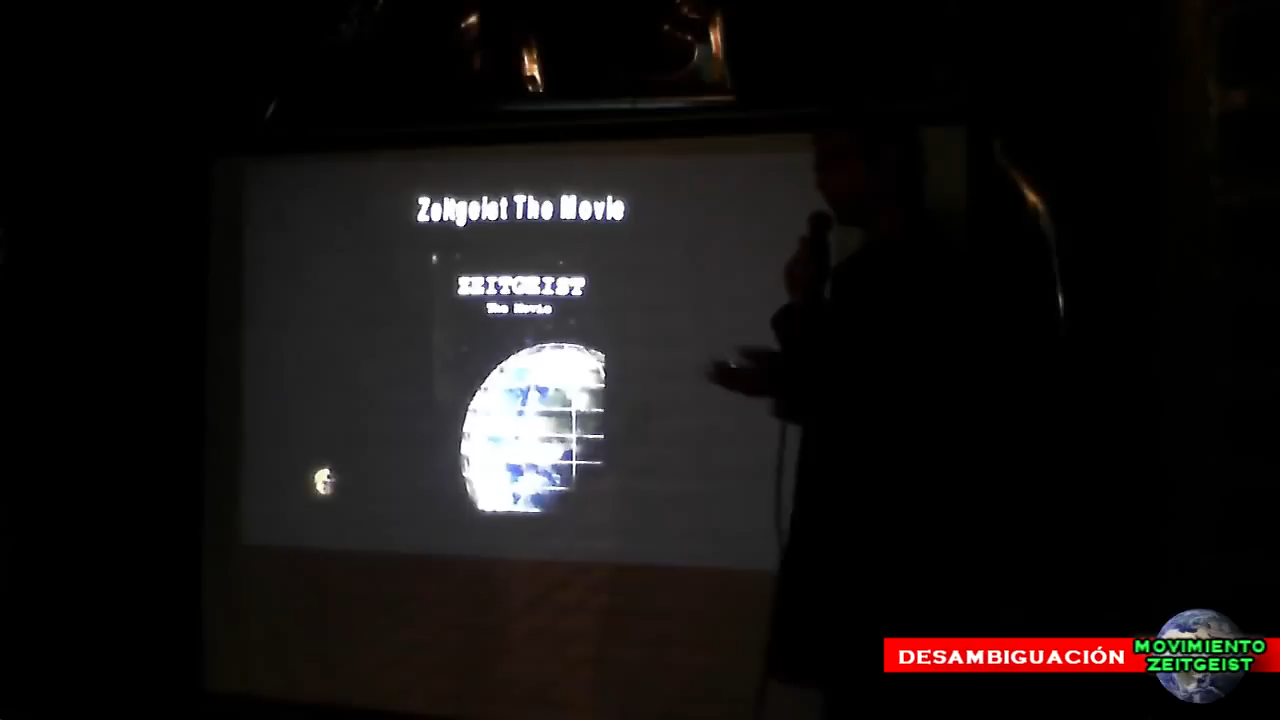 Zeitgeist The Movie
ZEITGEIST
The Movie
DESAMBIGUACIÓN
MOVIMIENTO
ZEITGEIST